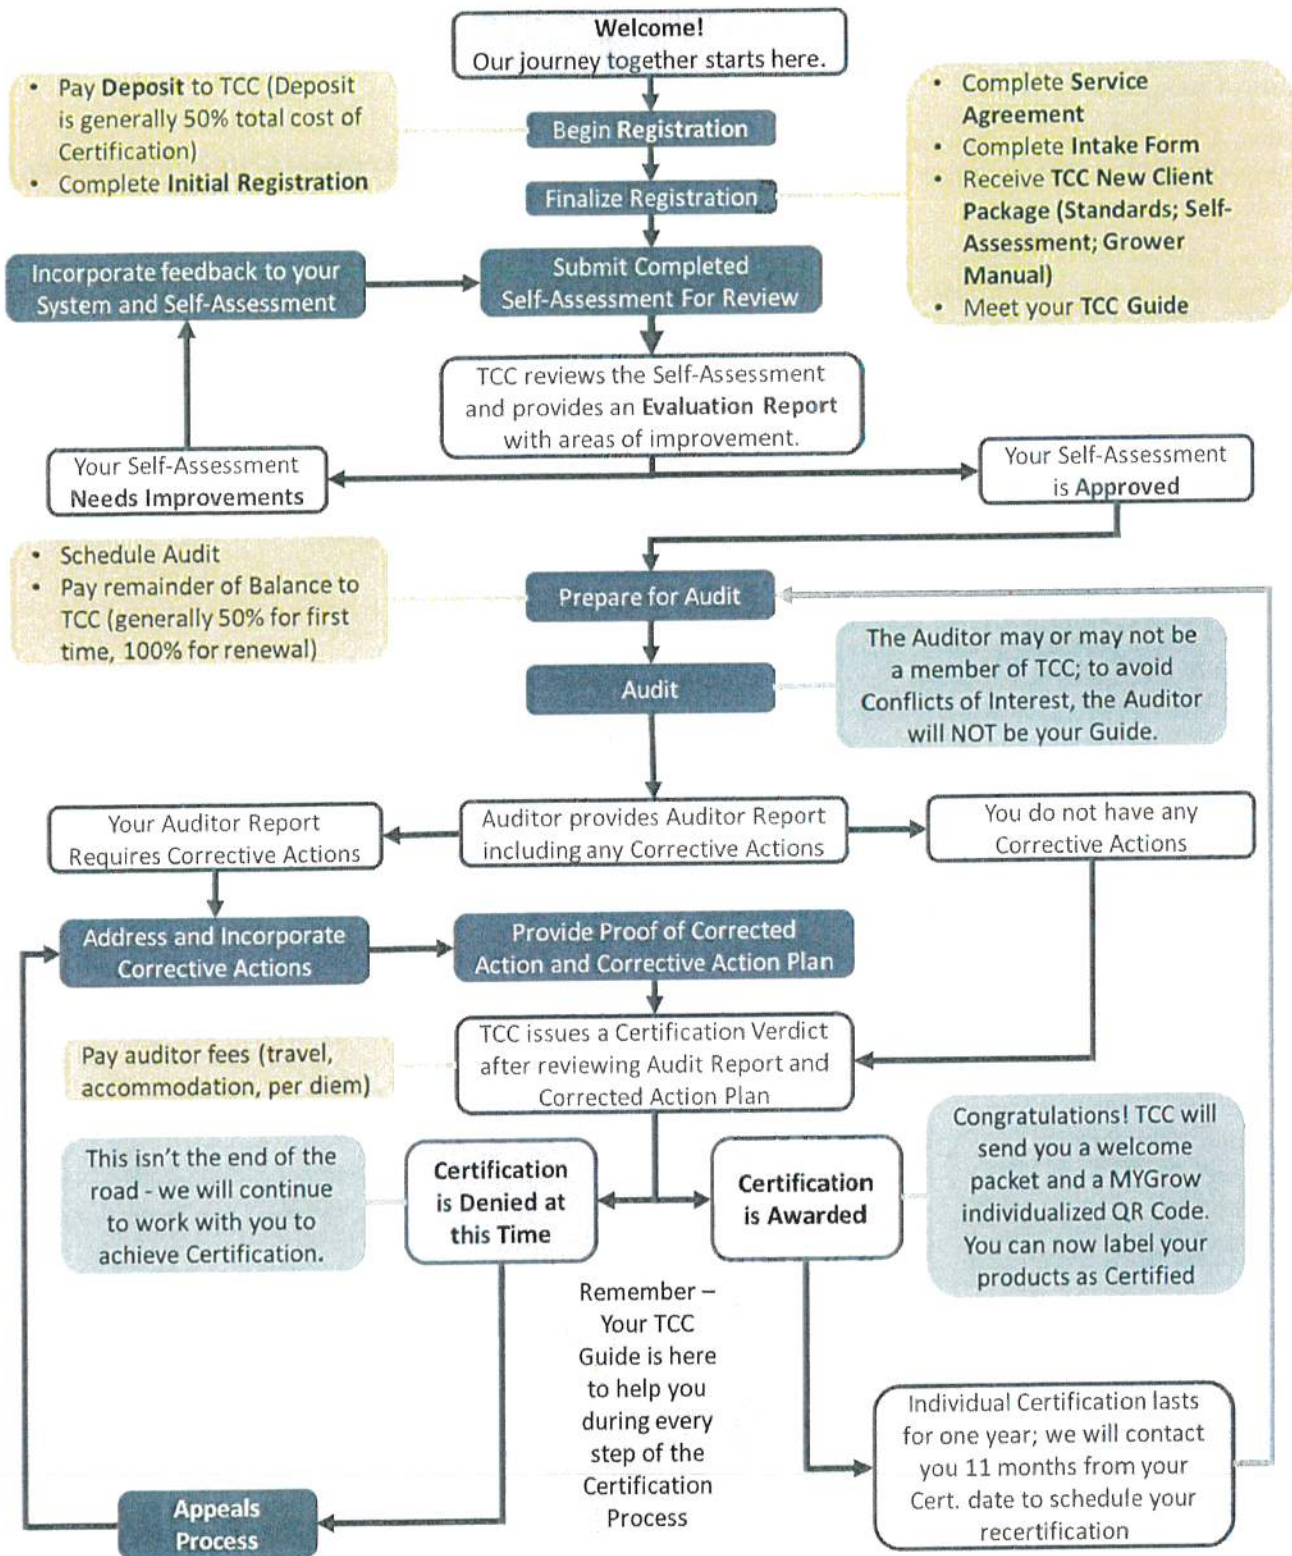 Welcome!
Our journey together starts here.
• Pay Deposit to TCC (Deposit
is generally 50% total cost of
Certification)
• Complete Initial Registration
Begin Registration
Finalize Registration
• Complete Service
Agreement
• Complete Intake Form
• Receive TCC New Client
Package (Standards; Self-
Assessment; Grower
Manual)
• Meet your TCC Guide
Incorporate feedback to your
System and Self-Assessment
Submit Completed
Self-Assessment For Review
TCC reviews the Self-Assessment
and provides an Evaluation Report
with areas of improvement.
Your Self-Assessment
Needs Improvements
Your Self-Assessment
is Approved
• Schedule Audit
• Pay remainder of Balance to
TCC (generally 50% for first
time, 100% for renewal)
Prepare for Audit
Audit
The Auditor may or may not be
a member of TCC; to avoid
Conflicts of Interest, the Auditor
will NOT be your Guide.
Your Auditor Report
Requires Corrective Actions
Auditor provides Auditor Report
including any Corrective Actions
You do not have any
Corrective Actions
Address and Incorporate
Corrective Actions
Provide Proof of Corrected
Action and Corrective Action Plan
Pay auditor fees (travel,
accommodation, per diem)
TCC issues a Certification Verdict
after reviewing Audit Report and
Corrected Action Plan
This isn't the end of the
road - we will continue
to work with you to
achieve Certification.
Certification
is Denied at
this Time
Certification
is Awarded
Congratulations! TCC will
send you a welcome
packet and a MYGrow
individualized QR Code.
You can now label your
products as Certified
Remember –
Your TCC
Guide is here
to help you
during every
step of the
Certification
Process
Individual Certification lasts
for one year; we will contact
you 11 months from your
Cert. date to schedule your
recertification
Appeals
Process